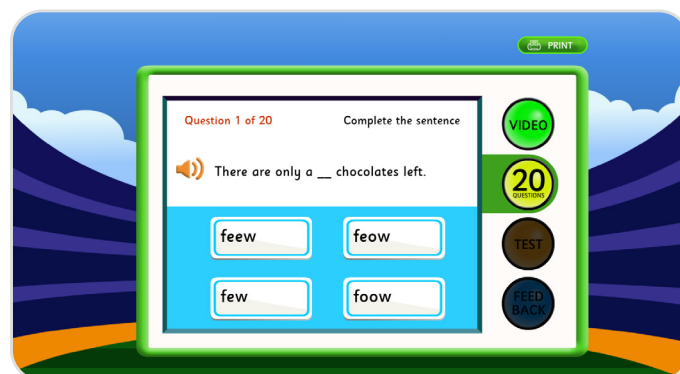 PRINT
Question 1 of 20 Complete the sentence
There are only a __ chocolates left.
feew feow
few foow
VIDEO
20
QUESTIONS
TEST
FEED
BACK